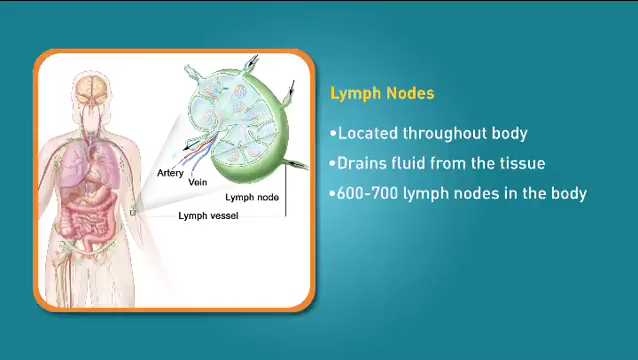 Lymph Nodes
•Located throughout body
•Drains fluid from the tissue
•600-700 lymph nodes in the body
Artery
Vein
Lymph node
Lymph vessel